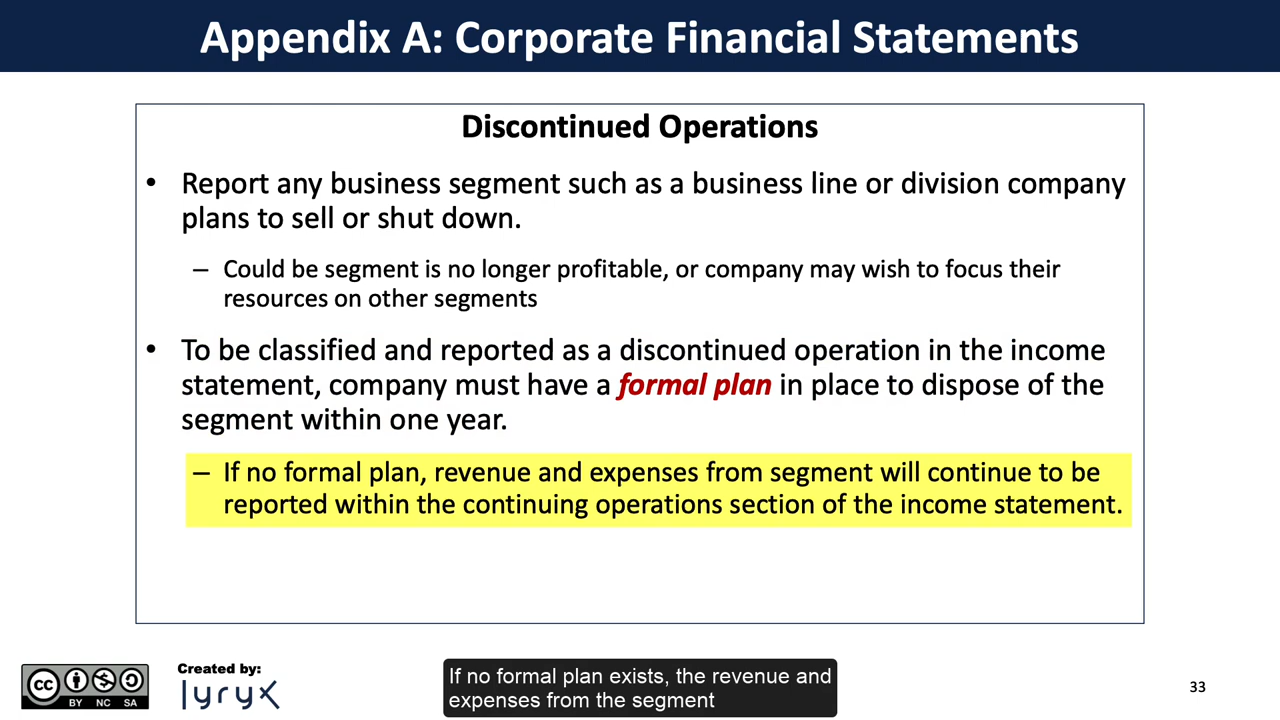 Appendix A: Corporate Financial Statements
Discontinued Operations
• Report any business segment such as a business line or division company
plans to sell or shut down.
– Could be segment is no longer profitable, or company may wish to focus their
resources on other segments
• To be classified and reported as a discontinued operation in the income
statement, company must have a formal plan in place to dispose of the
segment within one year.
– If no formal plan, revenue and expenses from segment will continue to be
reported within the continuing operations section of the income statement.
cc
BY NC SA
Created by:
lyryx
If no formal plan exists, the revenue and
expenses from the segment
33